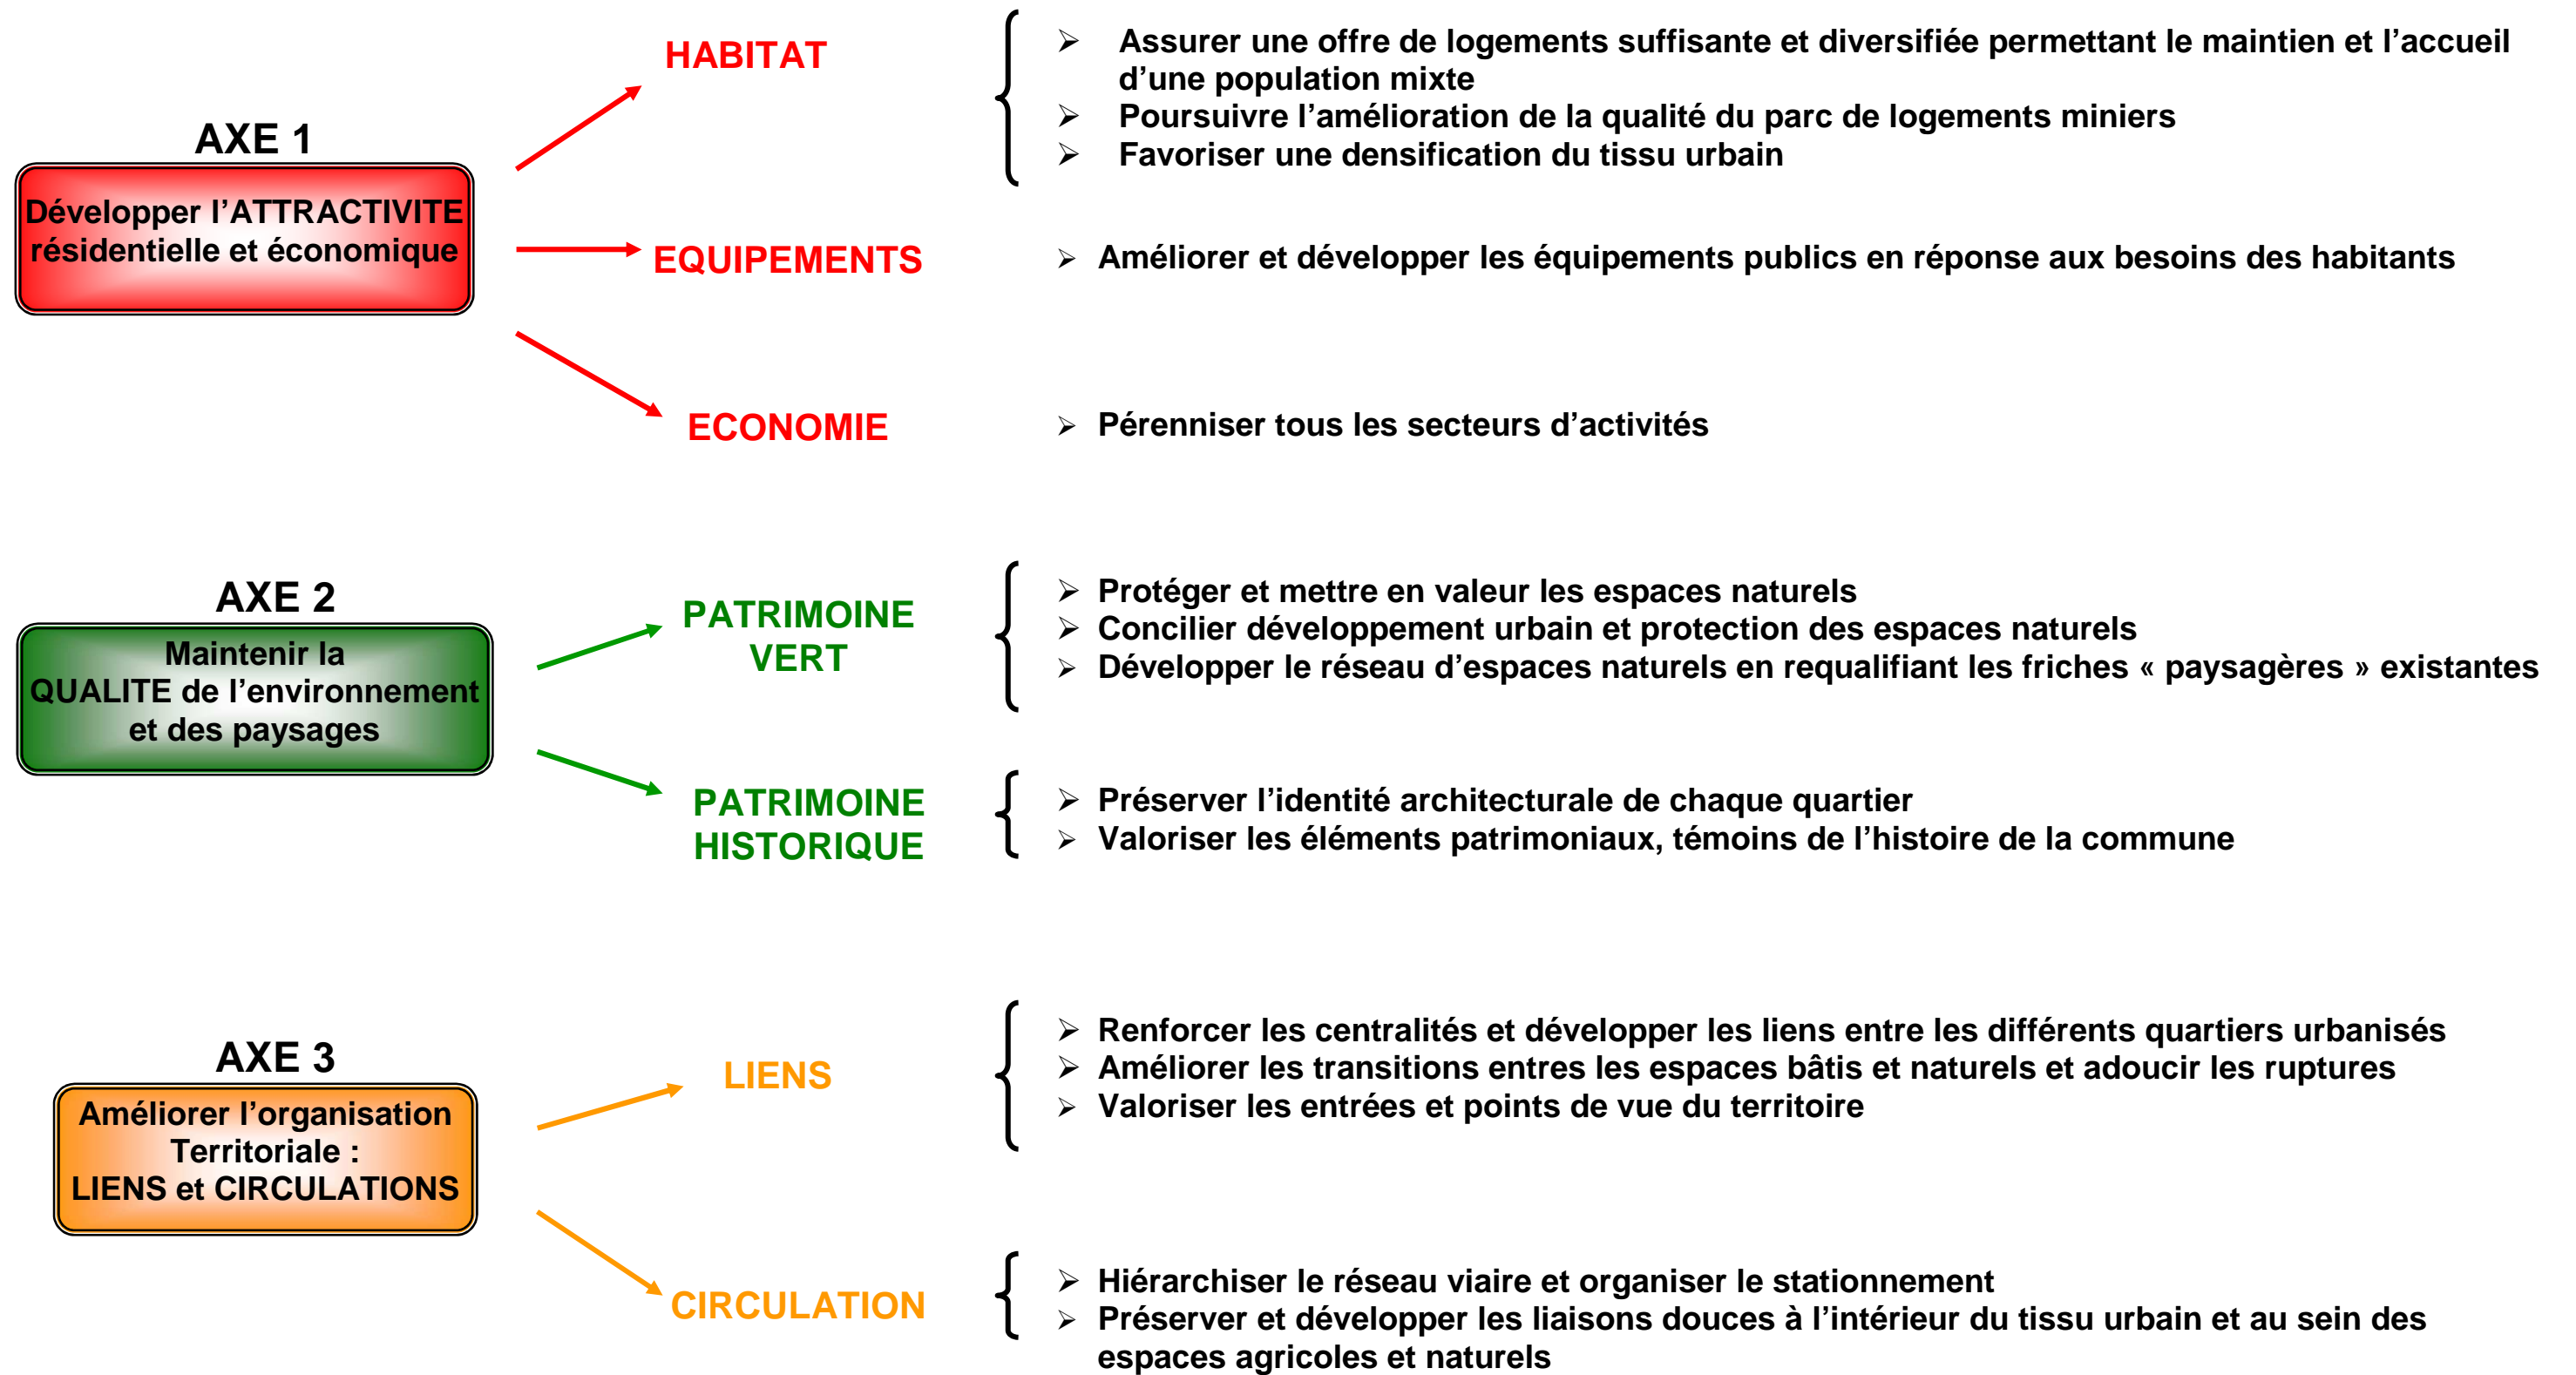 AXE 1
Développer l’ATTRACTIVITE
résidentielle et économique
HABITAT
➢ Assurer une offre de logements suffisante et diversifiée permettant le maintien et l’accueil
d’une population mixte
➢ Poursuivre l’amélioration de la qualité du parc de logements miniers
➢ Favoriser une densification du tissu urbain
EQUIPEMENTS
➢ Améliorer et développer les équipements publics en réponse aux besoins des habitants
ECONOMIE
➢ Pérenniser tous les secteurs d’activités
AXE 2
Maintenir la
QUALITE de l’environnement
et des paysages
PATRIMOINE
VERT
➢ Protéger et mettre en valeur les espaces naturels
➢ Concilier développement urbain et protection des espaces naturels
➢ Développer le réseau d’espaces naturels en requalifiant les friches « paysagères » existantes
PATRIMOINE
HISTORIQUE
➢ Préserver l’identité architecturale de chaque quartier
➢ Valoriser les éléments patrimoniaux, témoins de l’histoire de la commune
AXE 3
Améliorer l’organisation
Territoriale :
LIENS et CIRCULATIONS
LIENS
➢ Renforcer les centralités et développer les liens entre les différents quartiers urbanisés
➢ Améliorer les transitions entres les espaces bâtis et naturels et adoucir les ruptures
➢ Valoriser les entrées et points de vue du territoire
CIRCULATION
➢ Hiérarchiser le réseau viaire et organiser le stationnement
➢ Préserver et développer les liaisons douces à l’intérieur du tissu urbain et au sein des
espaces agricoles et naturels